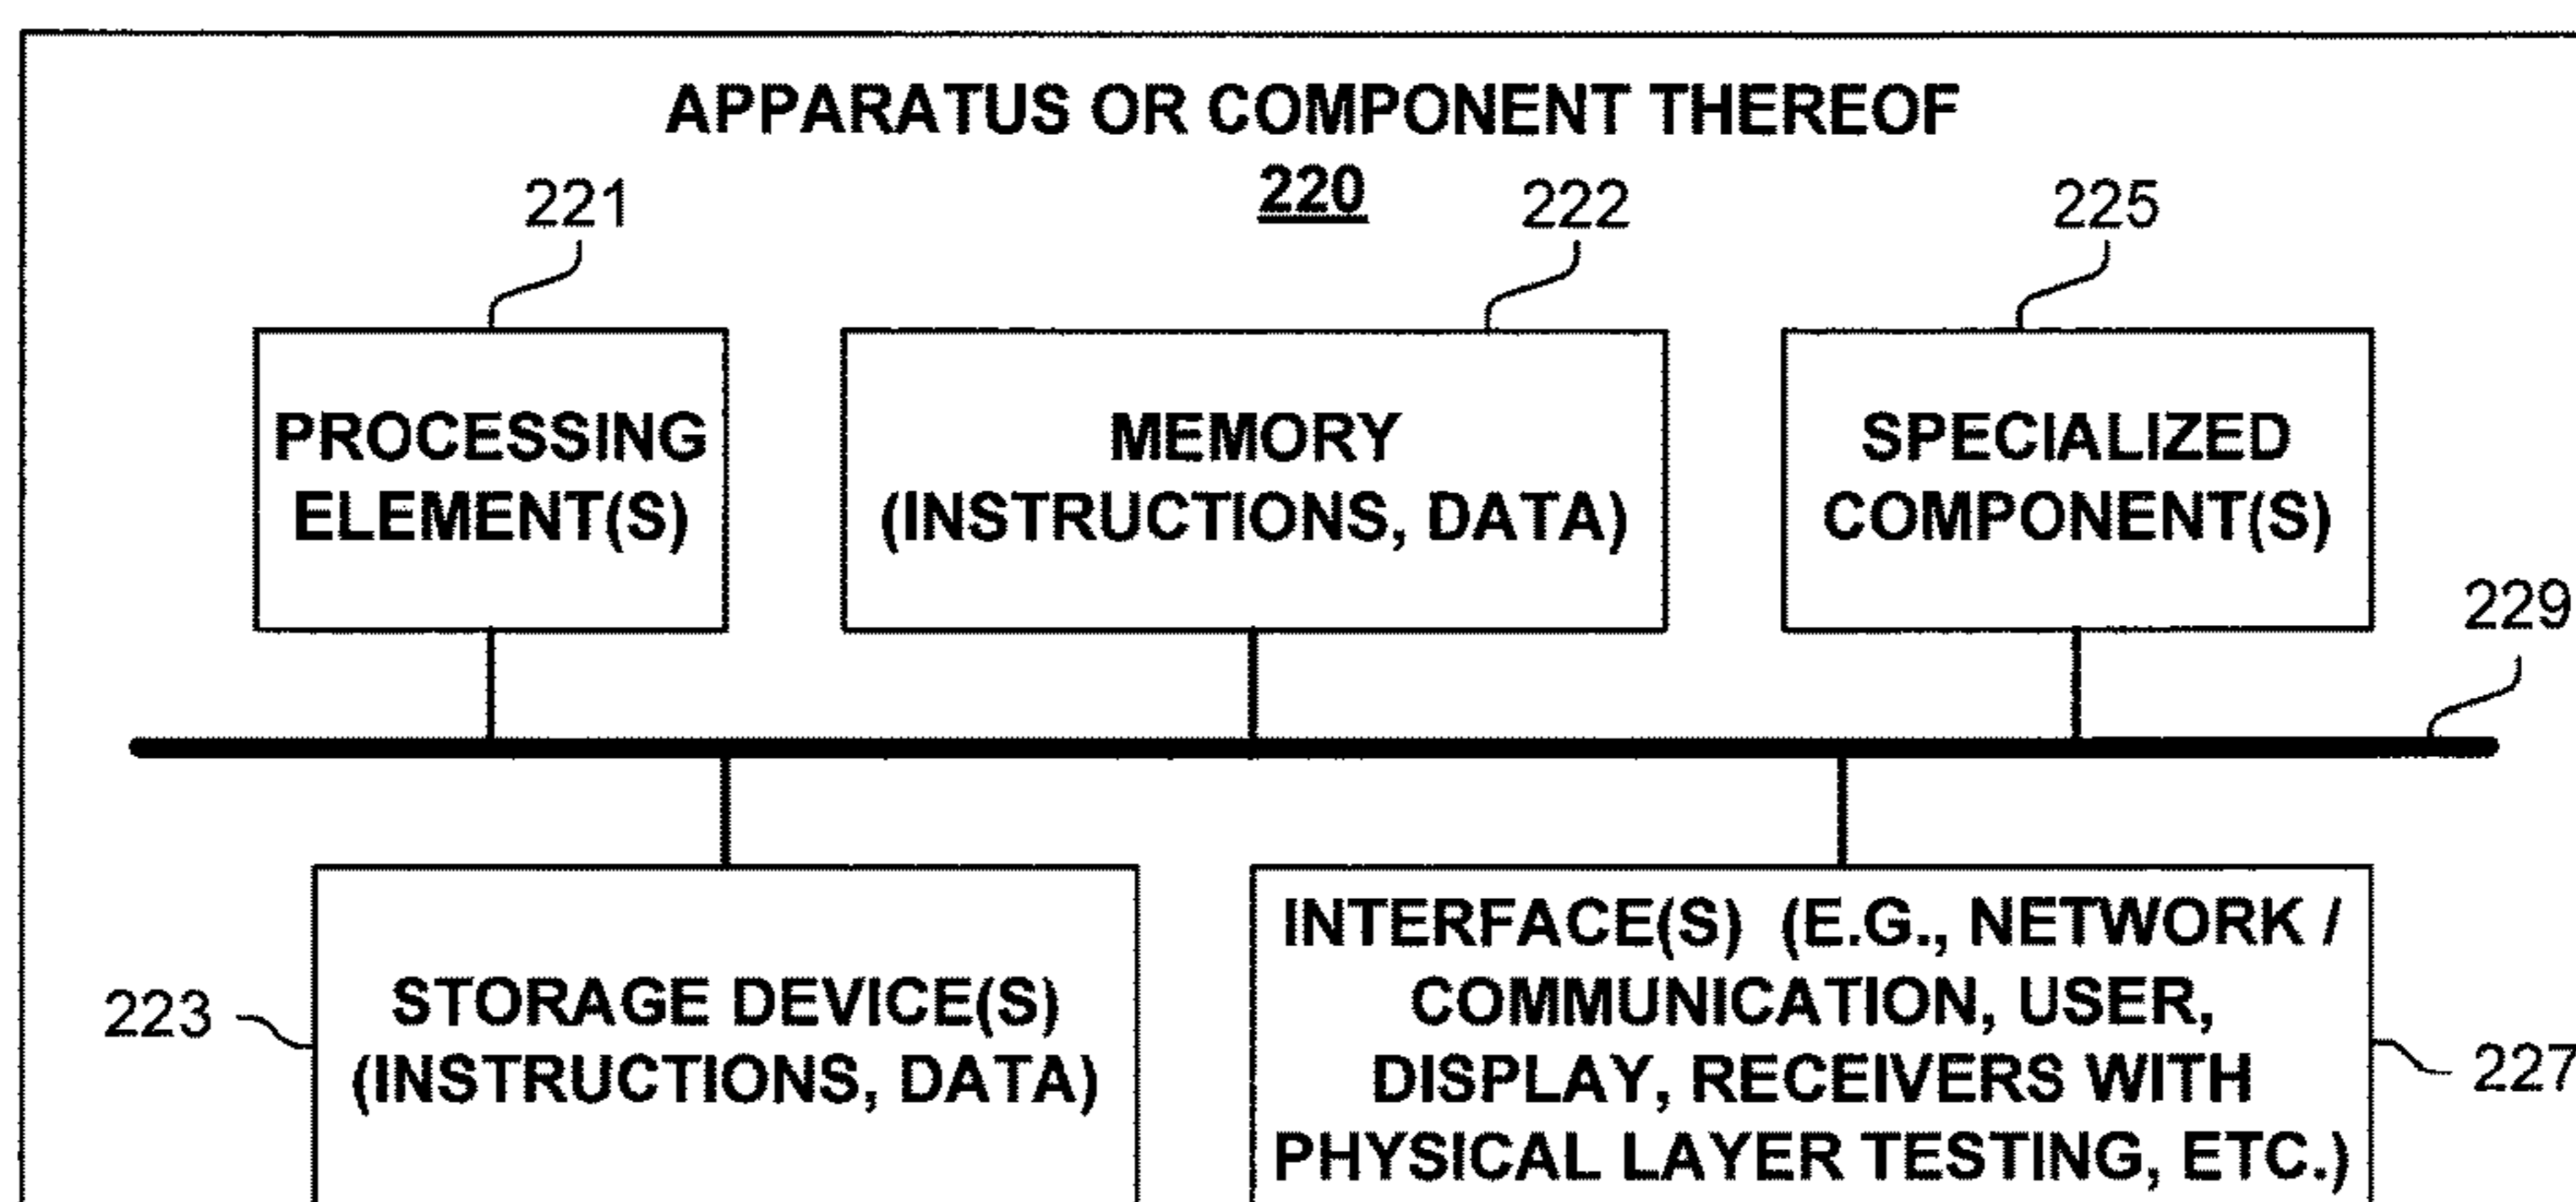 APPARATUS OR COMPONENT THEREOF
220
221
222
225
PROCESSING
ELEMENT(S)
MEMORY
(INSTRUCTIONS, DATA)
SPECIALIZED
COMPONENT(S)
229
223
STORAGE DEVICE(S)
(INSTRUCTIONS, DATA)
INTERFACE(S) (E.G., NETWORK /
COMMUNICATION, USER,
DISPLAY, RECEIVERS WITH
PHYSICAL LAYER TESTING, ETC.)
227